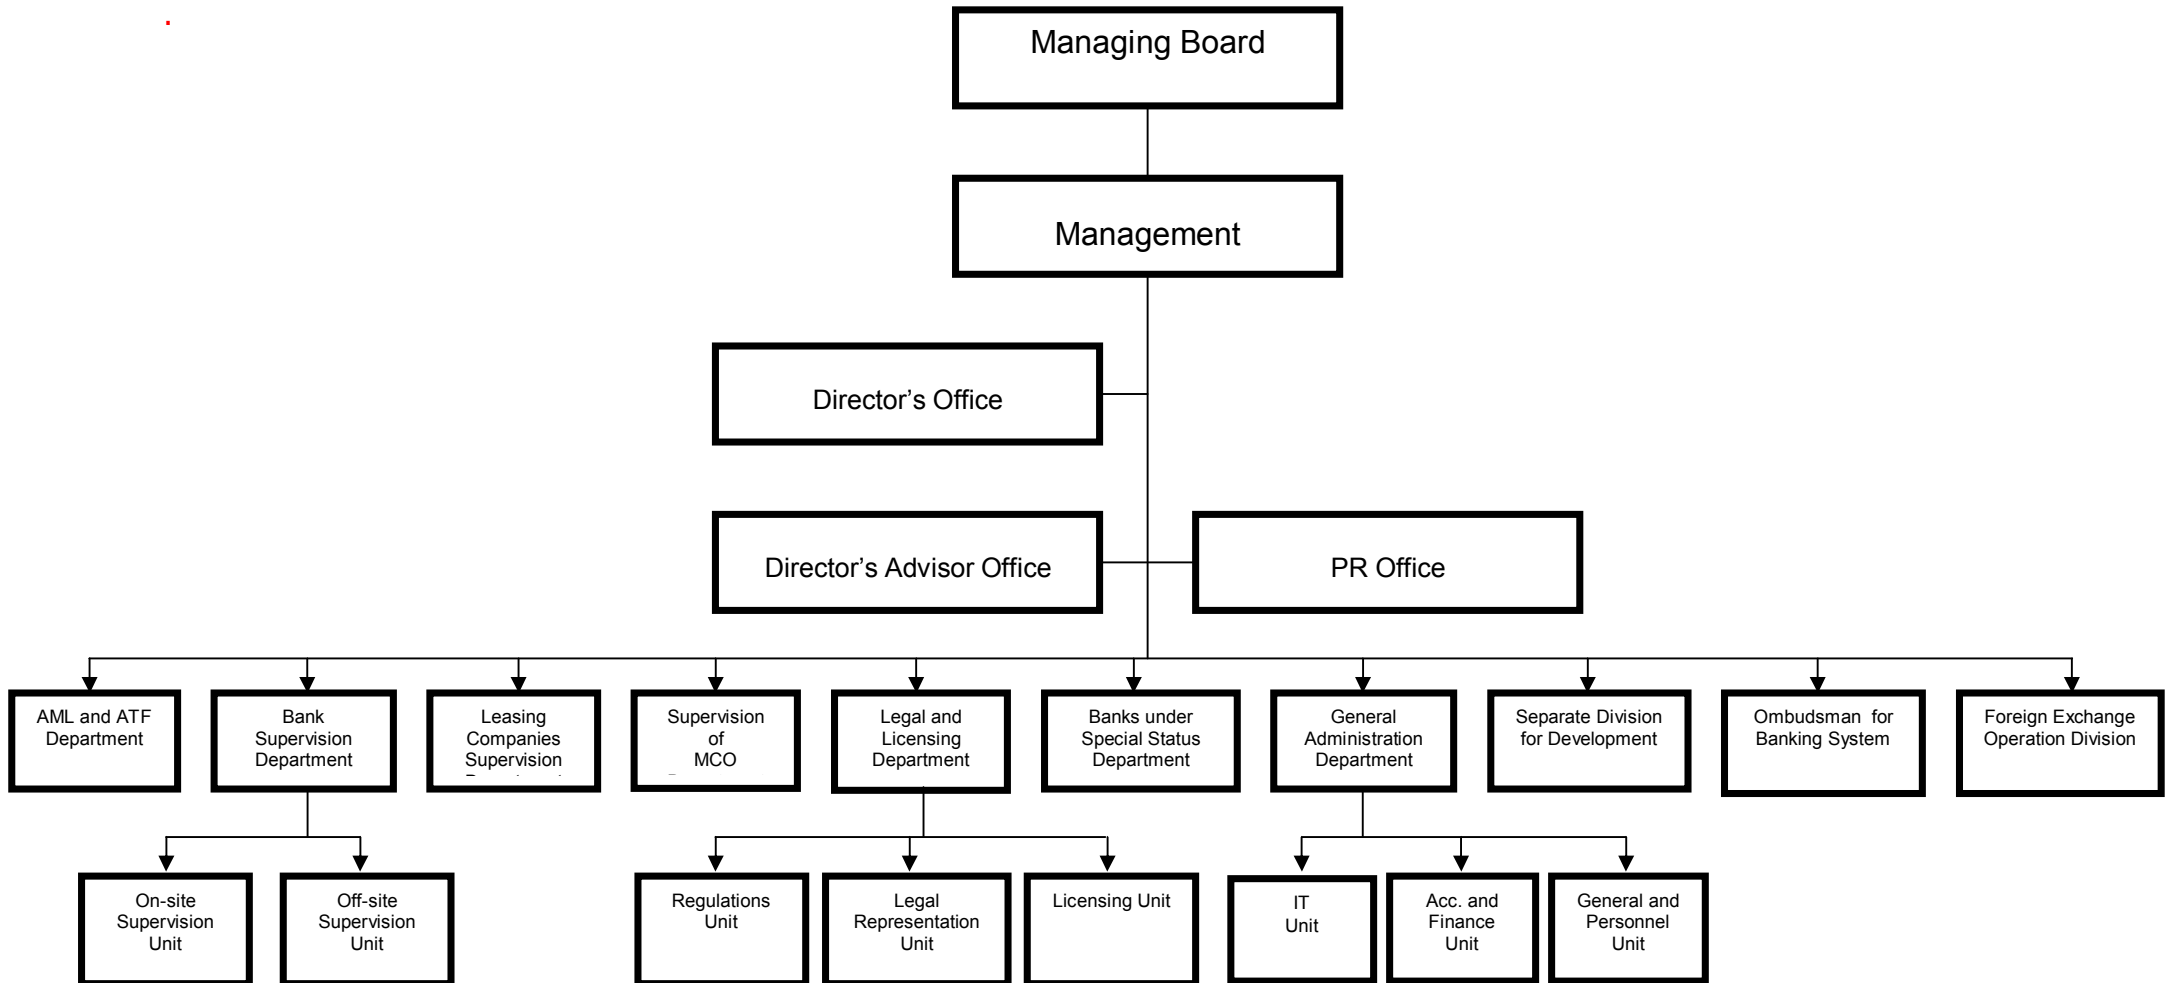 Managing Board
Management
Director’s Office
Director’s Advisor Office
PR Office
AML and ATF
Department
Bank
Supervision
Department
Leasing
Companies
Supervision
Supervision
of
MCO
Legal and
Licensing
Department
Banks under
Special Status
Department
General
Administration
Department
Separate Division
for Development
Ombudsman for
Banking System
Foreign Exchange
Operation Division
On-site
Supervision
Unit
Off-site
Supervision
Unit
Regulations
Unit
Legal
Representation
Unit
Licensing Unit
IT
Unit
Acc. and
Finance
Unit
General and
Personnel
Unit